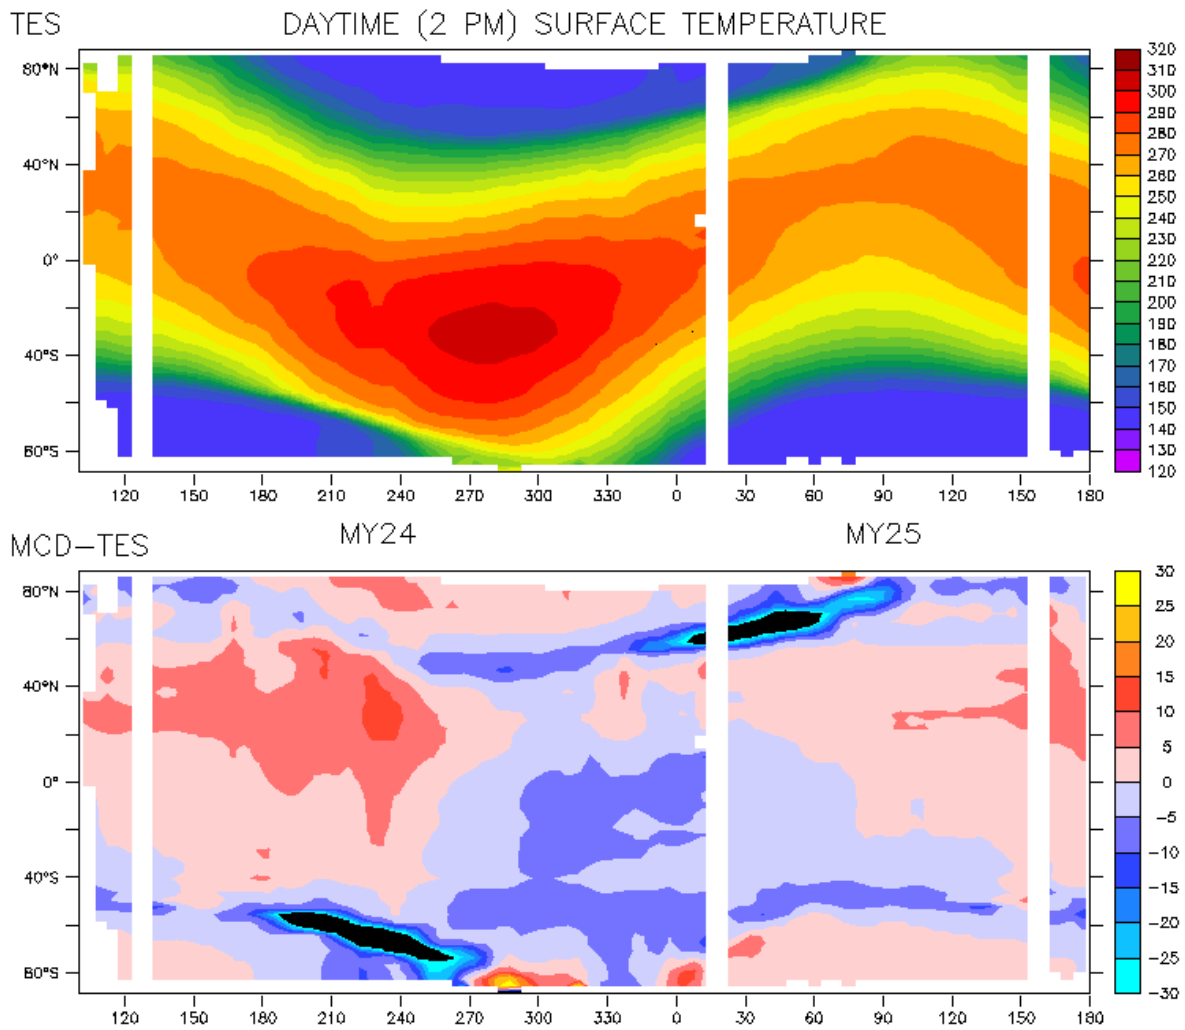 TES
DAYTIME (2 PM) SURFACE TEMPERATURE
80°N
40°N
0°
40°S
80°S
120 150 180 210 240 270 300 330 0 30 60 90 120 150 180
320
310
300
290
280
270
260
250
240
230
220
210
200
190
180
170
160
150
140
130
120
MY24
MY25
MCD-TES
80°N
40°N
0°
40°S
80°S
120 150 180 210 240 270 300 330 0 30 60 90 120 150 180
30
25
20
15
10
5
0
-5
-10
-15
-20
-25
-30